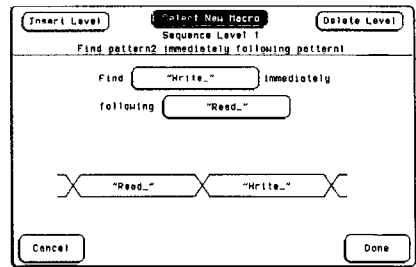 Insert Level Select New Macro Delete Level
Sequence Level 1
Find pattern2 immediately following pattern1
Find "Write_" immediately
following "Read_"
"Read_" "Write_"
Cancel Done